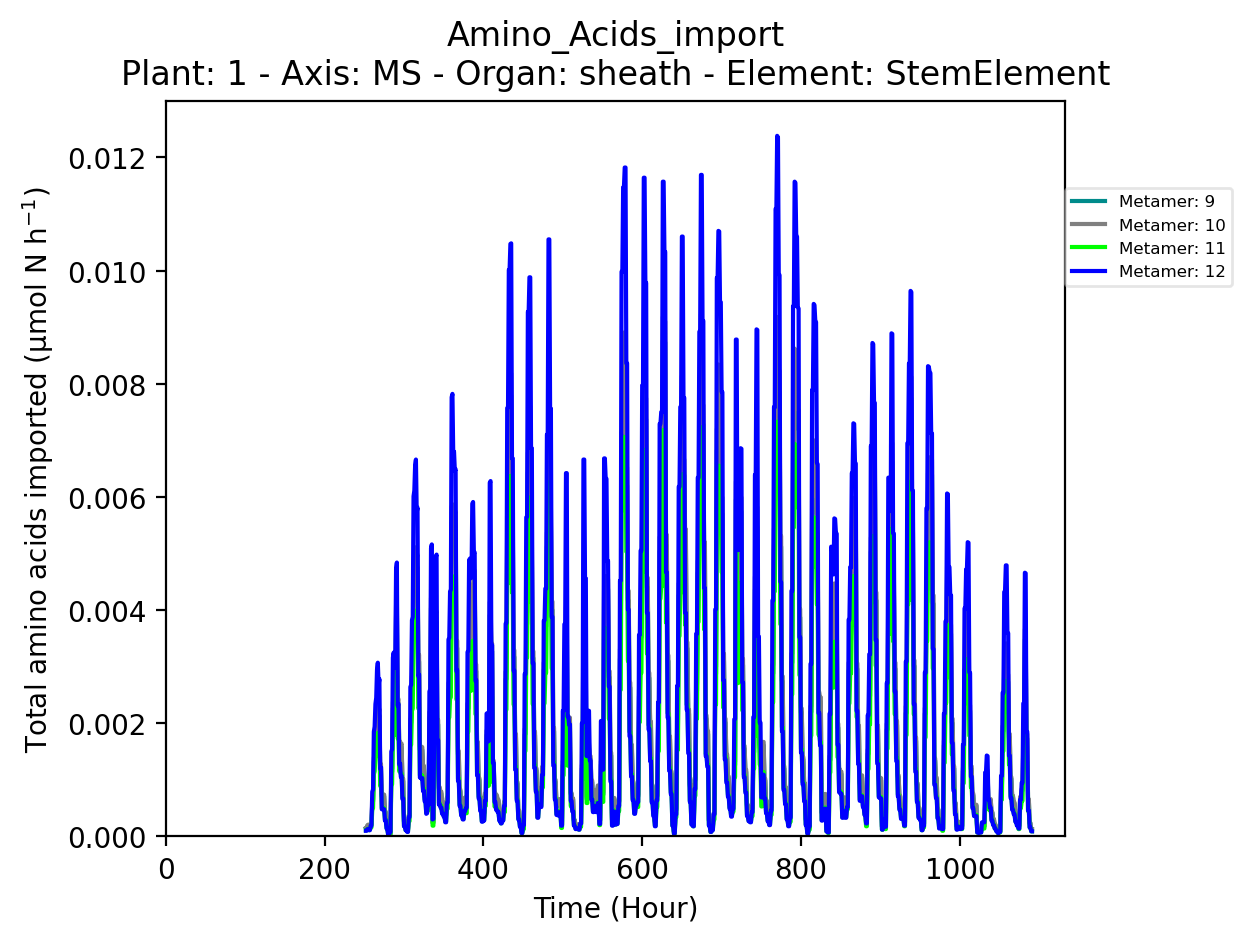 Amino_Acids_import
Plant: 1 - Axis: MS - Organ: sheath - Element: StemElement
Total amino acids imported (µmol N h⁻¹)
0.012
0.010
0.008
0.006
0.004
0.002
0.000
0
200
400
600
800
1000
Time (Hour)
Metamer: 9
Metamer: 10
Metamer: 11
Metamer: 12